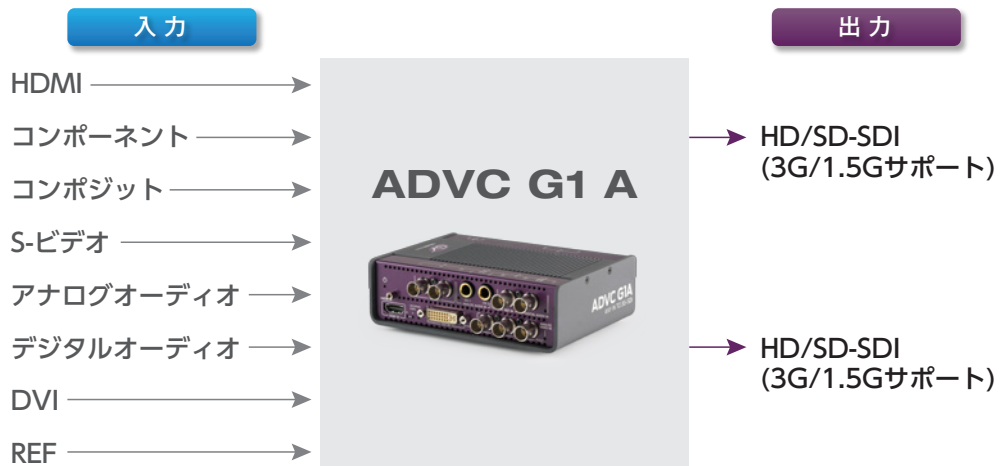 入力
出力
HDMI
コンポーネント
コンポジット
S-ビデオ
アナログオーディオ
デジタルオーディオ
DVI
REF
ADVC G1 A
ADVC G1A
HD/SD-SDI
(3G/1.5Gサポート)
HD/SD-SDI
(3G/1.5Gサポート)